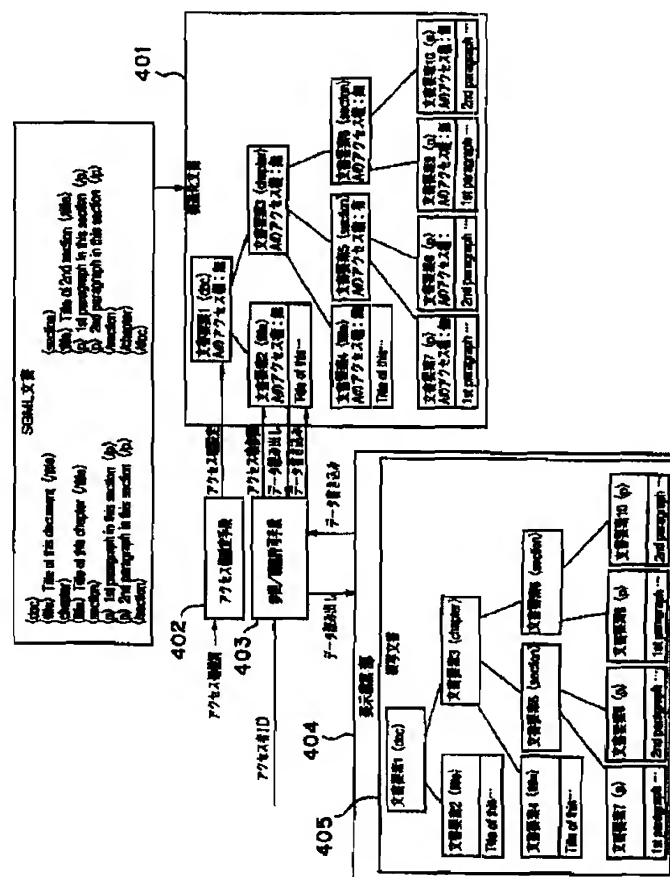 SGML文書
(doc)
(title) Title of this document (/title)
(chapter)
(title) Title of this chapter (/title)
(section)
(p) 1st paragraph in this section (/p)
(p) 2nd paragraph in this section (/p)
(/section)
(section)
(title) Title of 2nd section (/title)
(p) 1st paragraph in this section (/p)
(p) 2nd paragraph in this section (/p)
(/section)
(/chapter)
(/doc)
401
構造化文書
文書要素1 (doc)
Aのアクセス権:無
文書要素2 (title)
Aのアクセス権:無
Title of this…
文書要素3 (chapter)
Aのアクセス権:無
文書要素4 (title)
Aのアクセス権:無
Title of this…
文書要素5 (section)
Aのアクセス権:有
文書要素6 (section)
Aのアクセス権:無
文書要素7 (p)
Aのアクセス権
1st paragraph …
文書要素8 (p)
Aのアクセス権:有
2nd paragraph …
文書要素9 (p)
Aのアクセス権:無
1st paragraph …
文書要素10 (p)
Aのアクセス権:無
2nd paragraph …
402
アクセス権設定手段
アクセス権設定
403
参照/編集許可手段
アクセス者ID
データ読み出し
データ書き込み
データ読み出し
データ書き込み
404
405
複写文書
文書要素1 (doc)
文書要素2 (title)
Title of this…
文書要素3 (chapter)
文書要素4 (title)
Title of this…
文書要素5 (section)
文書要素6 (section)
文書要素7 (p)
1st paragraph …
文書要素8 (p)
2nd paragraph …
文書要素9 (p)
1st paragraph …
文書要素10 (p)
2nd paragraph …